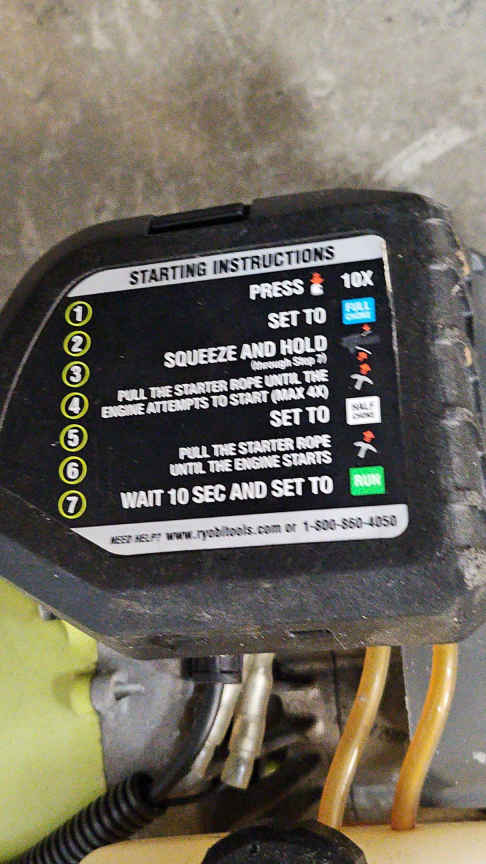 STARTING INSTRUCTIONS
1 PRESS 10X
2 SET TO FULL CHOKE
3 SQUEEZE AND HOLD
(through Step 7)
4 PULL THE STARTER ROPE UNTIL THE
ENGINE ATTEMPTS TO START (MAX 4X)
5 SET TO HALF CHOKE
6 PULL THE STARTER ROPE
UNTIL THE ENGINE STARTS
7 WAIT 10 SEC AND SET TO RUN
NEED HELP? www.ryobitools.com or 1-800-860-4050